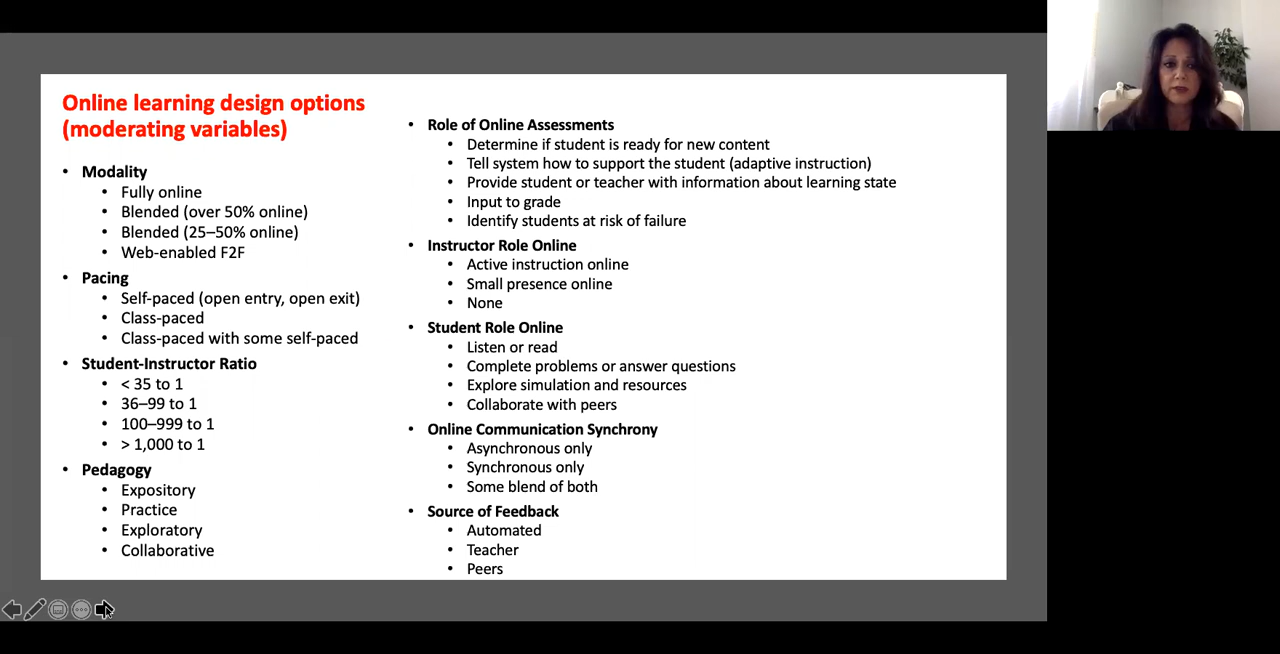 Online learning design options
(moderating variables)
• Modality
• Fully online
• Blended (over 50% online)
• Blended (25–50% online)
• Web-enabled F2F
• Pacing
• Self-paced (open entry, open exit)
• Class-paced
• Class-paced with some self-paced
• Student-Instructor Ratio
• < 35 to 1
• 36–99 to 1
• 100–999 to 1
• > 1,000 to 1
• Pedagogy
• Expository
• Practice
• Exploratory
• Collaborative
• Role of Online Assessments
• Determine if student is ready for new content
• Tell system how to support the student (adaptive instruction)
• Provide student or teacher with information about learning state
• Input to grade
• Identify students at risk of failure
• Instructor Role Online
• Active instruction online
• Small presence online
• None
• Student Role Online
• Listen or read
• Complete problems or answer questions
• Explore simulation and resources
• Collaborate with peers
• Online Communication Synchrony
• Asynchronous only
• Synchronous only
• Some blend of both
• Source of Feedback
• Automated
• Teacher
• Peers